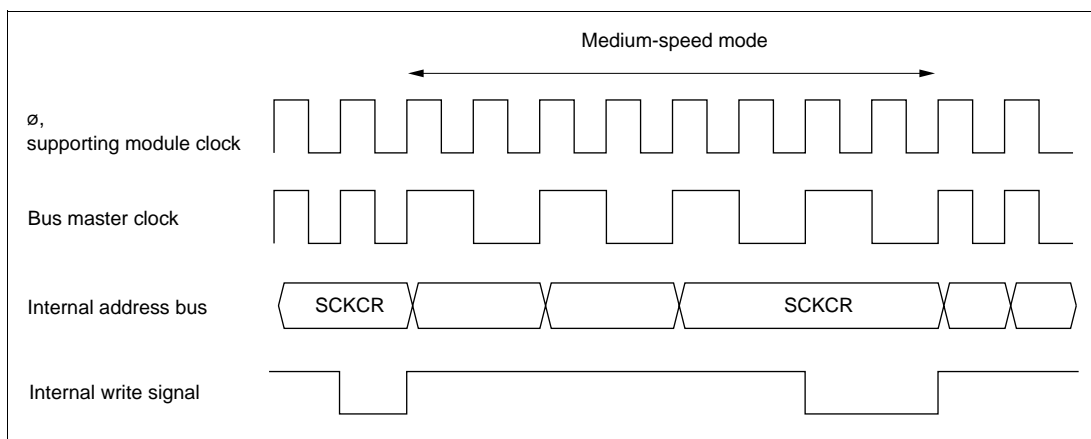 Medium-speed mode
ø,
supporting module clock
Bus master clock
Internal address bus
SCKCR
SCKCR
Internal write signal